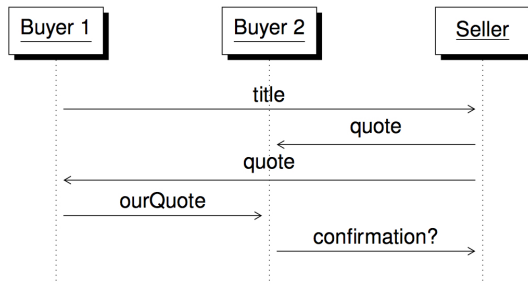 Buyer 1
Buyer 2
Seller
title
quote
quote
ourQuote
confirmation?